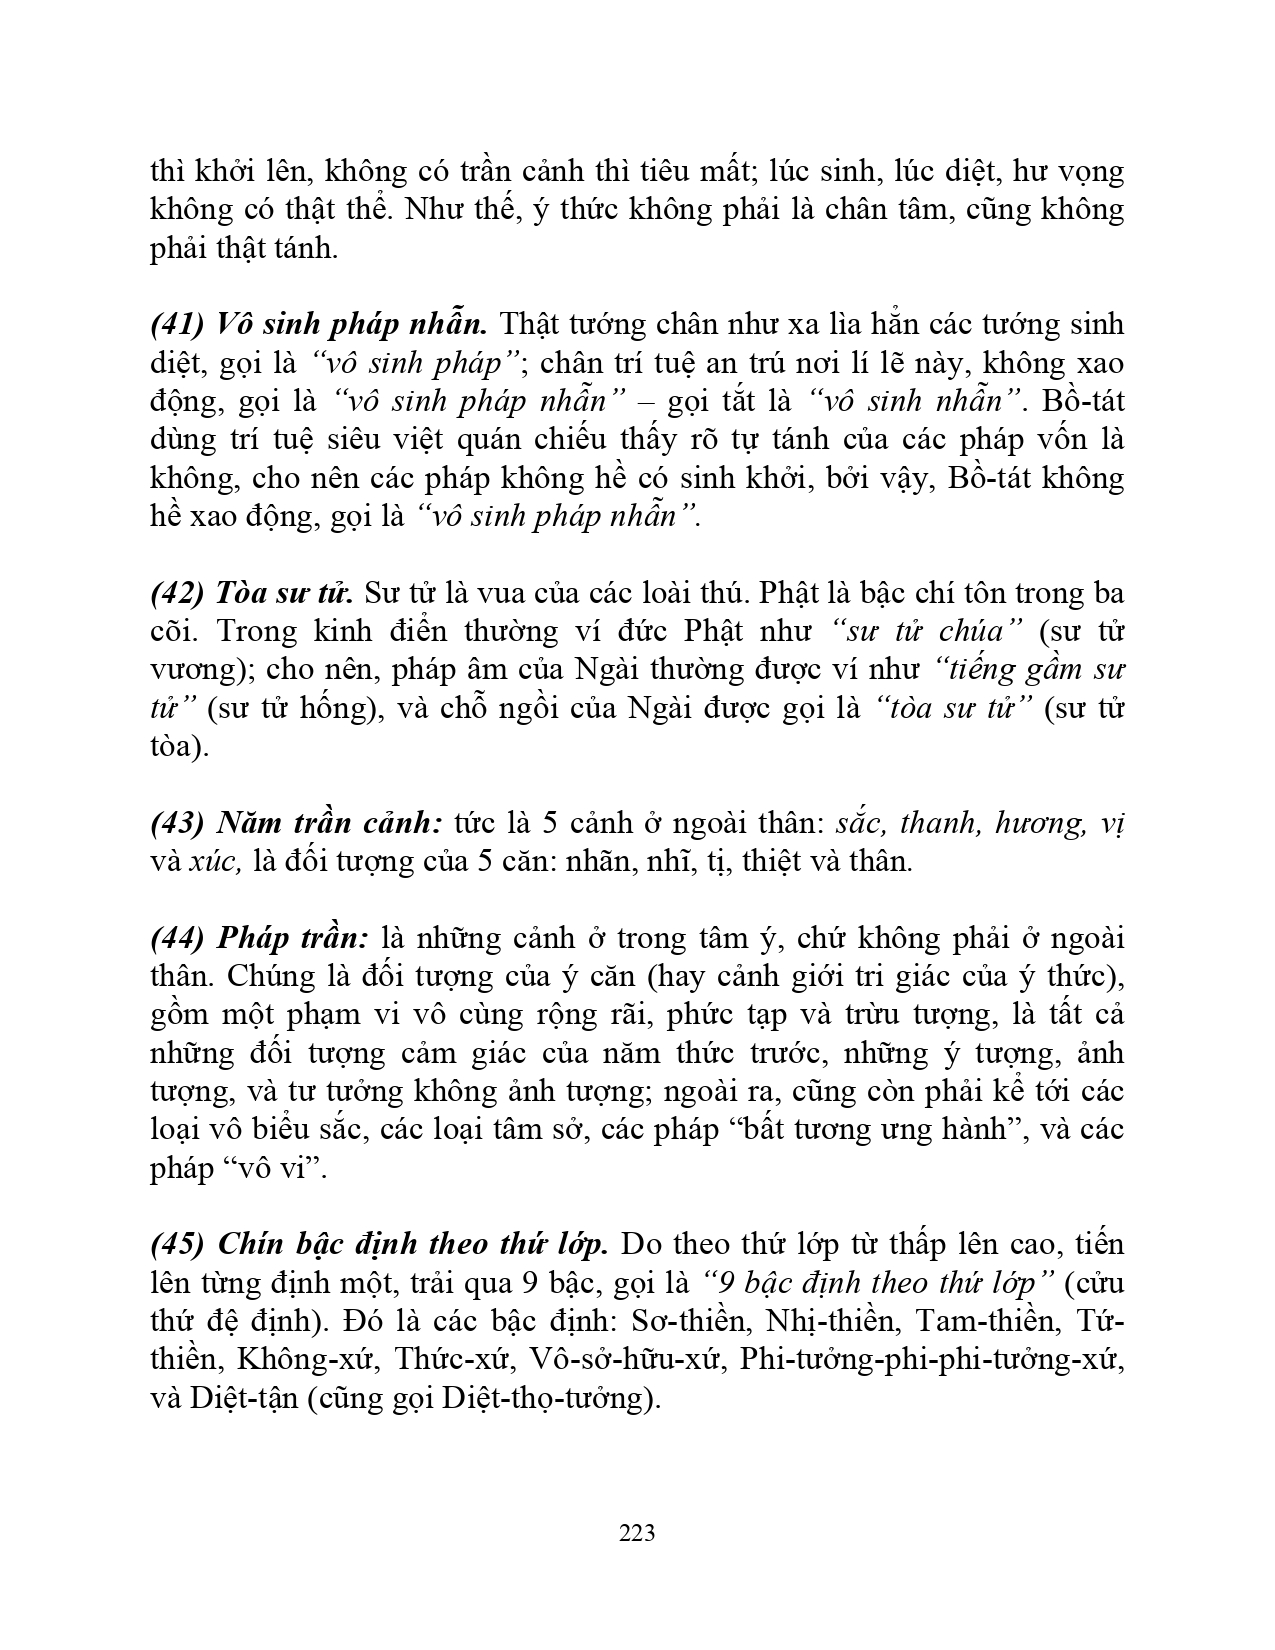 thì khởi lên, không có trần cảnh thì tiêu mất; lúc sinh, lúc diệt, hư vọng
không có thật thể. Như thế, ý thức không phải là chân tâm, cũng không
phải thật tánh.
(41) Vô sinh pháp nhẫn. Thật tướng chân như xa lìa hẳn các tướng sinh
diệt, gọi là “vô sinh pháp”; chân trí tuệ an trú nơi lí lẽ này, không xao
động, gọi là “vô sinh pháp nhẫn” – gọi tắt là “vô sinh nhẫn”. Bồ-tát
dùng trí tuệ siêu việt quán chiếu thấy rõ tự tánh của các pháp vốn là
không, cho nên các pháp không hề có sinh khởi, bởi vậy, Bồ-tát không
hề xao động, gọi là “vô sinh pháp nhẫn”.
(42) Tòa sư tử. Sư tử là vua của các loài thú. Phật là bậc chí tôn trong ba
cõi. Trong kinh điển thường ví đức Phật như “sư tử chúa” (sư tử
vương); cho nên, pháp âm của Ngài thường được ví như “tiếng gầm sư
tử” (sư tử hống), và chỗ ngồi của Ngài được gọi là “tòa sư tử” (sư tử
tòa).
(43) Năm trần cảnh: tức là 5 cảnh ở ngoài thân: sắc, thanh, hương, vị
và xúc, là đối tượng của 5 căn: nhãn, nhĩ, tị, thiệt và thân.
(44) Pháp trần: là những cảnh ở trong tâm ý, chứ không phải ở ngoài
thân. Chúng là đối tượng của ý căn (hay cảnh giới tri giác của ý thức),
gồm một phạm vi vô cùng rộng rãi, phức tạp và trừu tượng, là tất cả
những đối tượng cảm giác của năm thức trước, những ý tượng, ảnh
tượng, và tư tưởng không ảnh tượng; ngoài ra, cũng còn phải kể tới các
loại vô biểu sắc, các loại tâm sở, các pháp “bất tương ưng hành”, và các
pháp “vô vi”.
(45) Chín bậc định theo thứ lớp. Do theo thứ lớp từ thấp lên cao, tiến
lên từng định một, trải qua 9 bậc, gọi là “9 bậc định theo thứ lớp” (cửu
thứ đệ định). Đó là các bậc định: Sơ-thiền, Nhị-thiền, Tam-thiền, Tứ-
thiền, Không-xứ, Thức-xứ, Vô-sở-hữu-xứ, Phi-tưởng-phi-phi-tưởng-xứ,
và Diệt-tận (cũng gọi Diệt-thọ-tưởng).
223